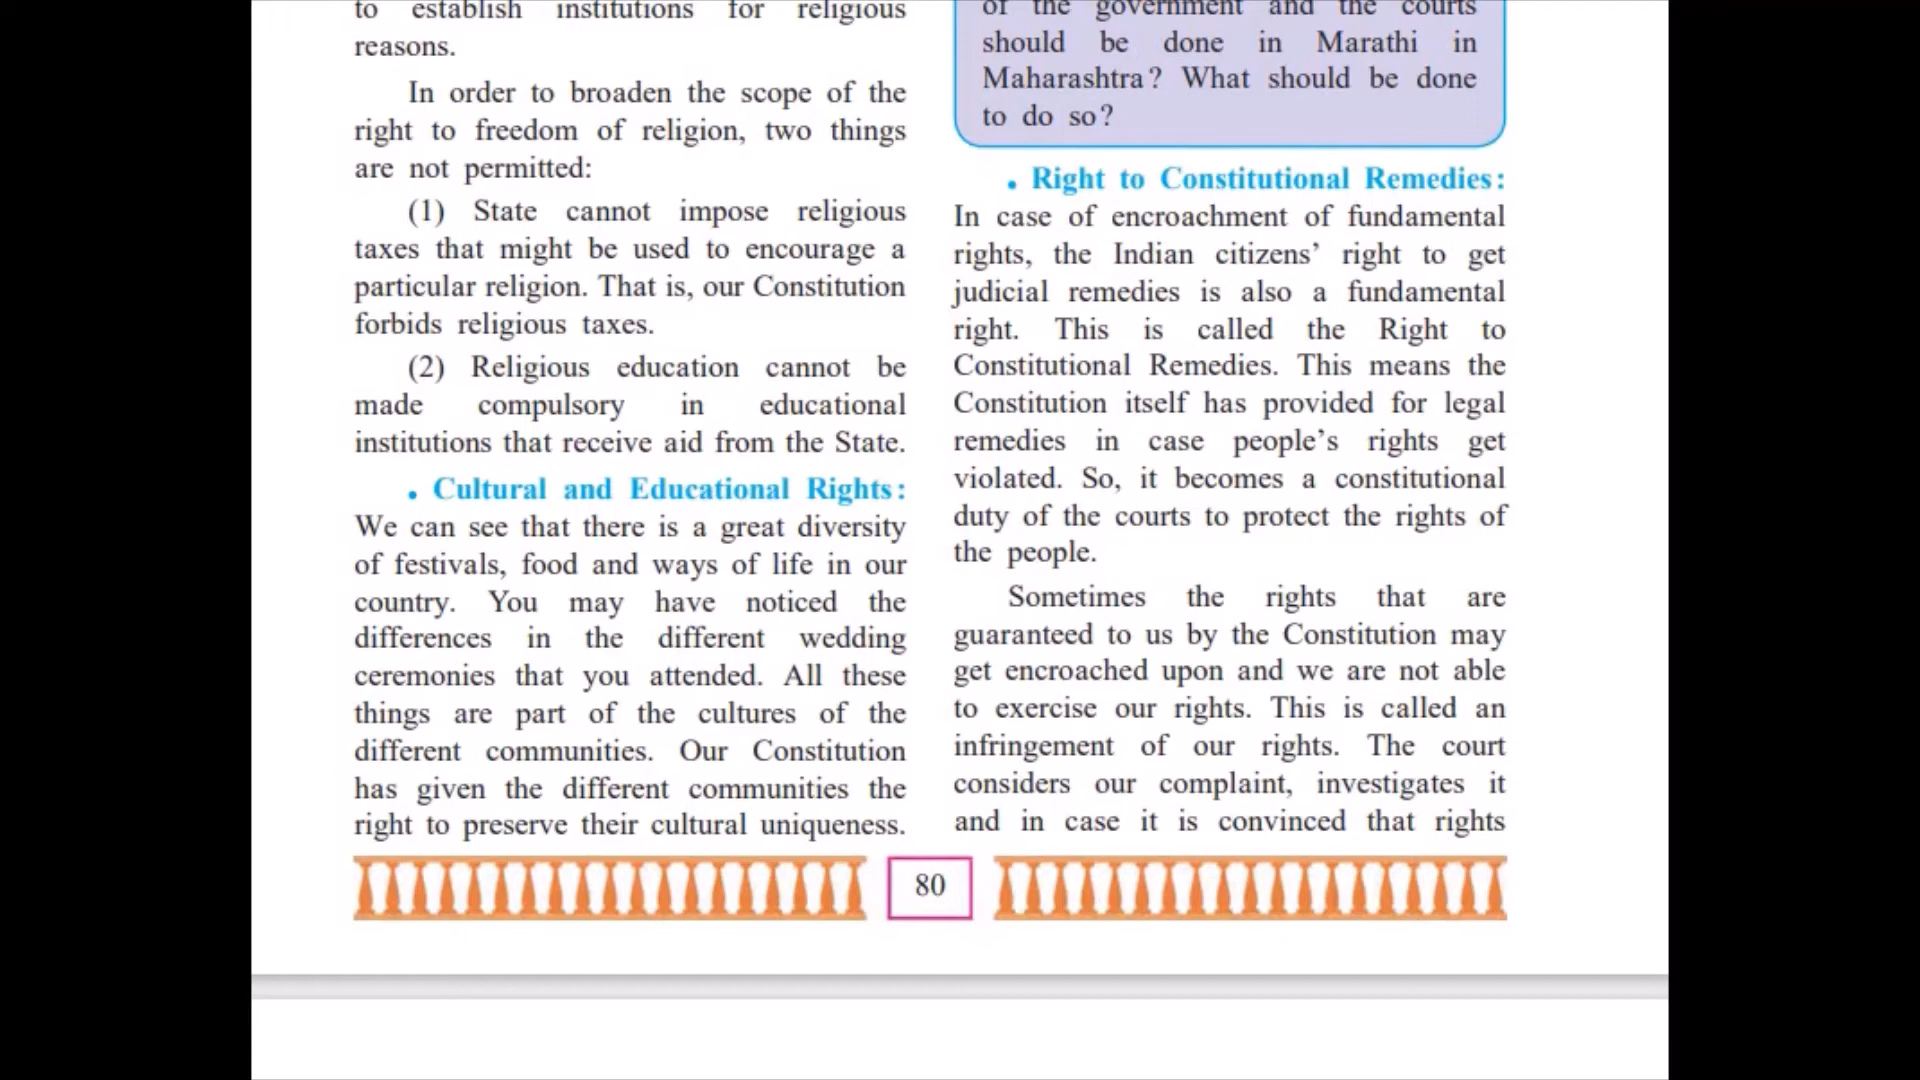 to establish institutions for religious
reasons.
In order to broaden the scope of the
right to freedom of religion, two things
are not permitted:
(1) State cannot impose religious
taxes that might be used to encourage a
particular religion. That is, our Constitution
forbids religious taxes.
(2) Religious education cannot be
made compulsory in educational
institutions that receive aid from the State.
• Cultural and Educational Rights:
We can see that there is a great diversity
of festivals, food and ways of life in our
country. You may have noticed the
differences in the different wedding
ceremonies that you attended. All these
things are part of the cultures of the
different communities. Our Constitution
has given the different communities the
right to preserve their cultural uniqueness.
of the government and the courts
should be done in Marathi in
Maharashtra? What should be done
to do so?
• Right to Constitutional Remedies:
In case of encroachment of fundamental
rights, the Indian citizens’ right to get
judicial remedies is also a fundamental
right. This is called the Right to
Constitutional Remedies. This means the
Constitution itself has provided for legal
remedies in case people’s rights get
violated. So, it becomes a constitutional
duty of the courts to protect the rights of
the people.
Sometimes the rights that are
guaranteed to us by the Constitution may
get encroached upon and we are not able
to exercise our rights. This is called an
infringement of our rights. The court
considers our complaint, investigates it
and in case it is convinced that rights
80